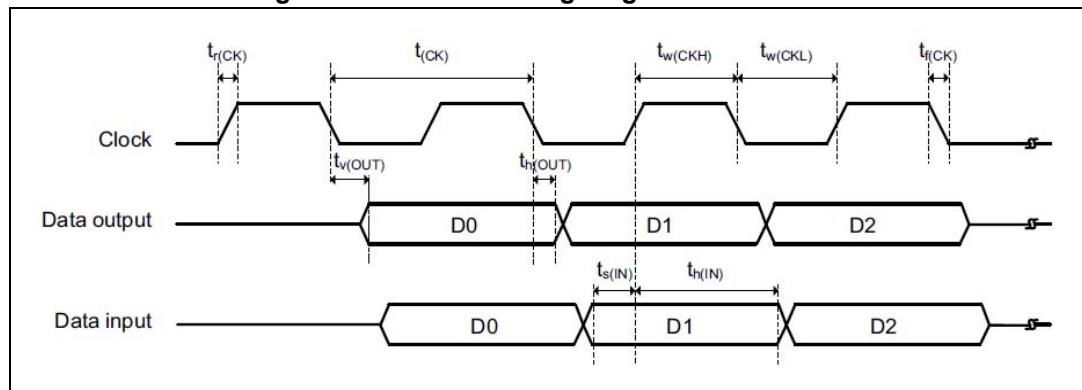 t_r(CK) t_(CK) t_w(CKH) t_w(CKL) t_f(CK)
Clock
t_v(OUT) t_h(OUT)
Data output D0 D1 D2
t_s(IN) t_h(IN)
Data input D0 D1 D2